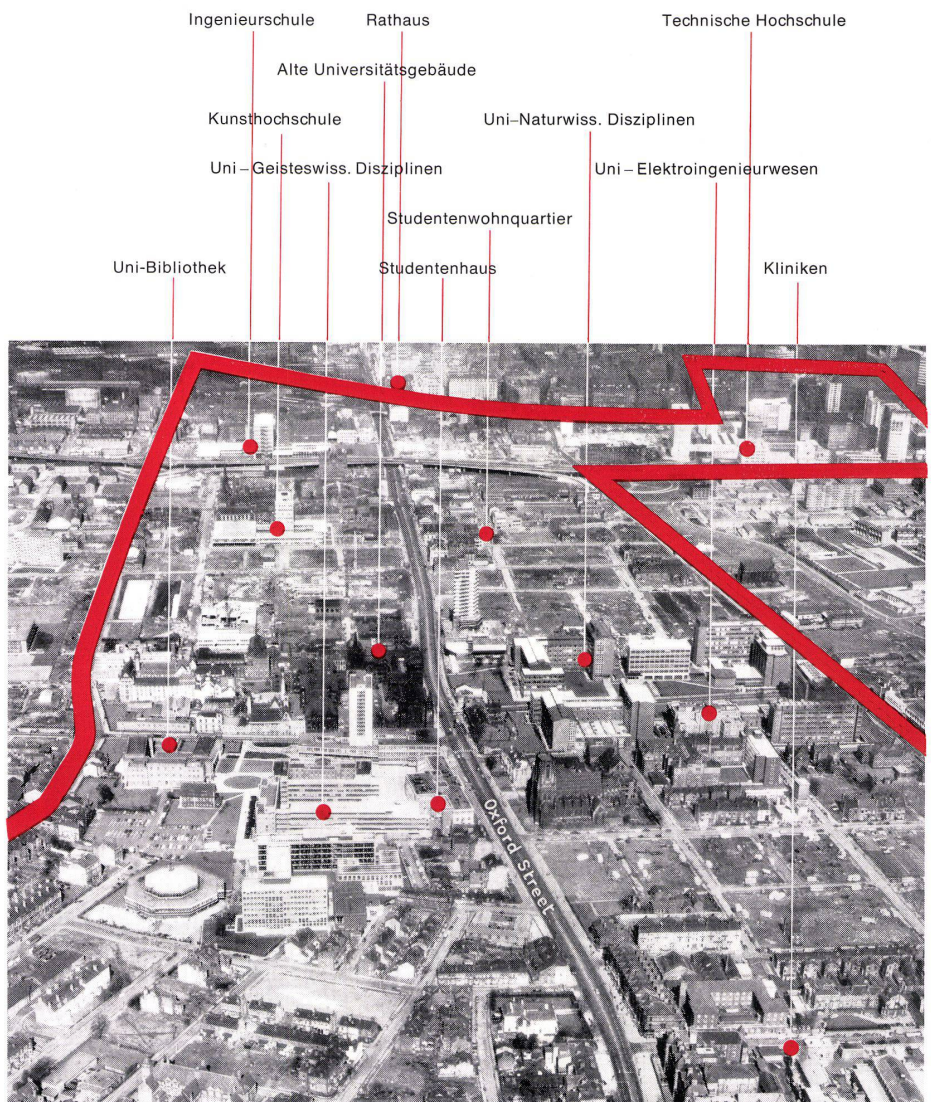 Ingenieurschule
Rathaus
Technische Hochschule
Alte Universitätsgebäude
Kunsthochschule
Uni–Naturwiss. Disziplinen
Uni – Geisteswiss. Disziplinen
Uni – Elektroingenieurwesen
Studentenwohnquartier
Uni-Bibliothek
Studentenhaus
Kliniken
Oxford Street